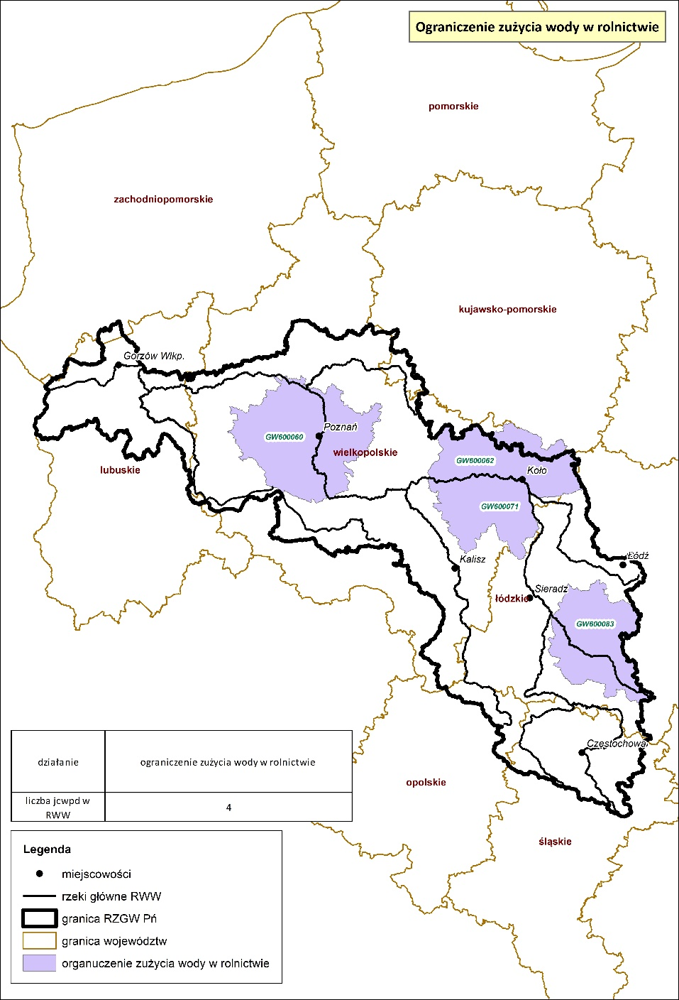 Ograniczenie zużycia wody w rolnictwie
pomorskie
zachodniopomorskie
kujawsko-pomorskie
Gorzów Wlkp.
Poznań
GW600060
wielkopolskie
GW600062
lubuskie
Koło
GW600071
Łódź
Kalisz
Sieradz
łódzkie
GW600083
Częstochowa
działanie
ograniczenie zużycia wody w rolnictwie
opolskie
liczba jcwpd w
RWW
4
śląskie
Legenda
miejscowości
rzeki główne RWW
granica RZGW Pń
granica województw
organuczenie zużycia wody w rolnictwie